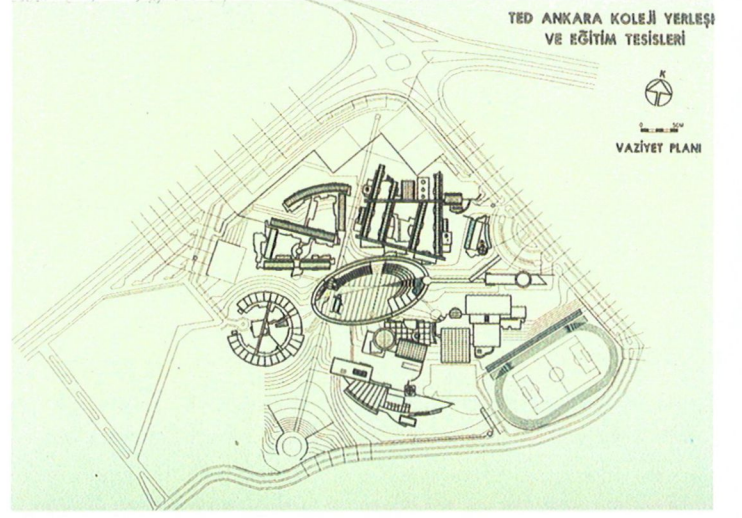 TED ANKARA KOLEJİ YERLEŞİ
VE EĞİTİM TESİSLERİ
K
0 50M
VAZİYET PLANI